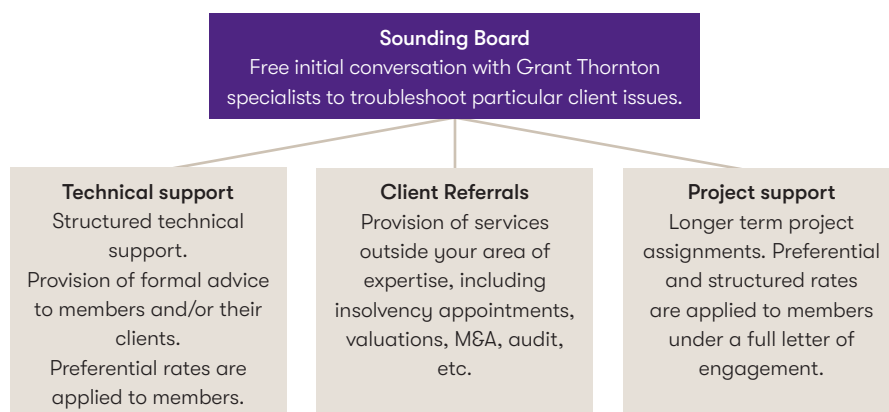 Sounding Board
Free initial conversation with Grant Thornton
specialists to troubleshoot particular client issues.
Technical support
Structured technical
support.
Provision of formal advice
to members and/or their
clients.
Preferential rates are
applied to members.
Client Referrals
Provision of services
outside your area of
expertise, including
insolvency appointments,
valuations, M&A, audit,
etc.
Project support
Longer term project
assignments. Preferential
and structured rates
are applied to members
under a full letter of
engagement.